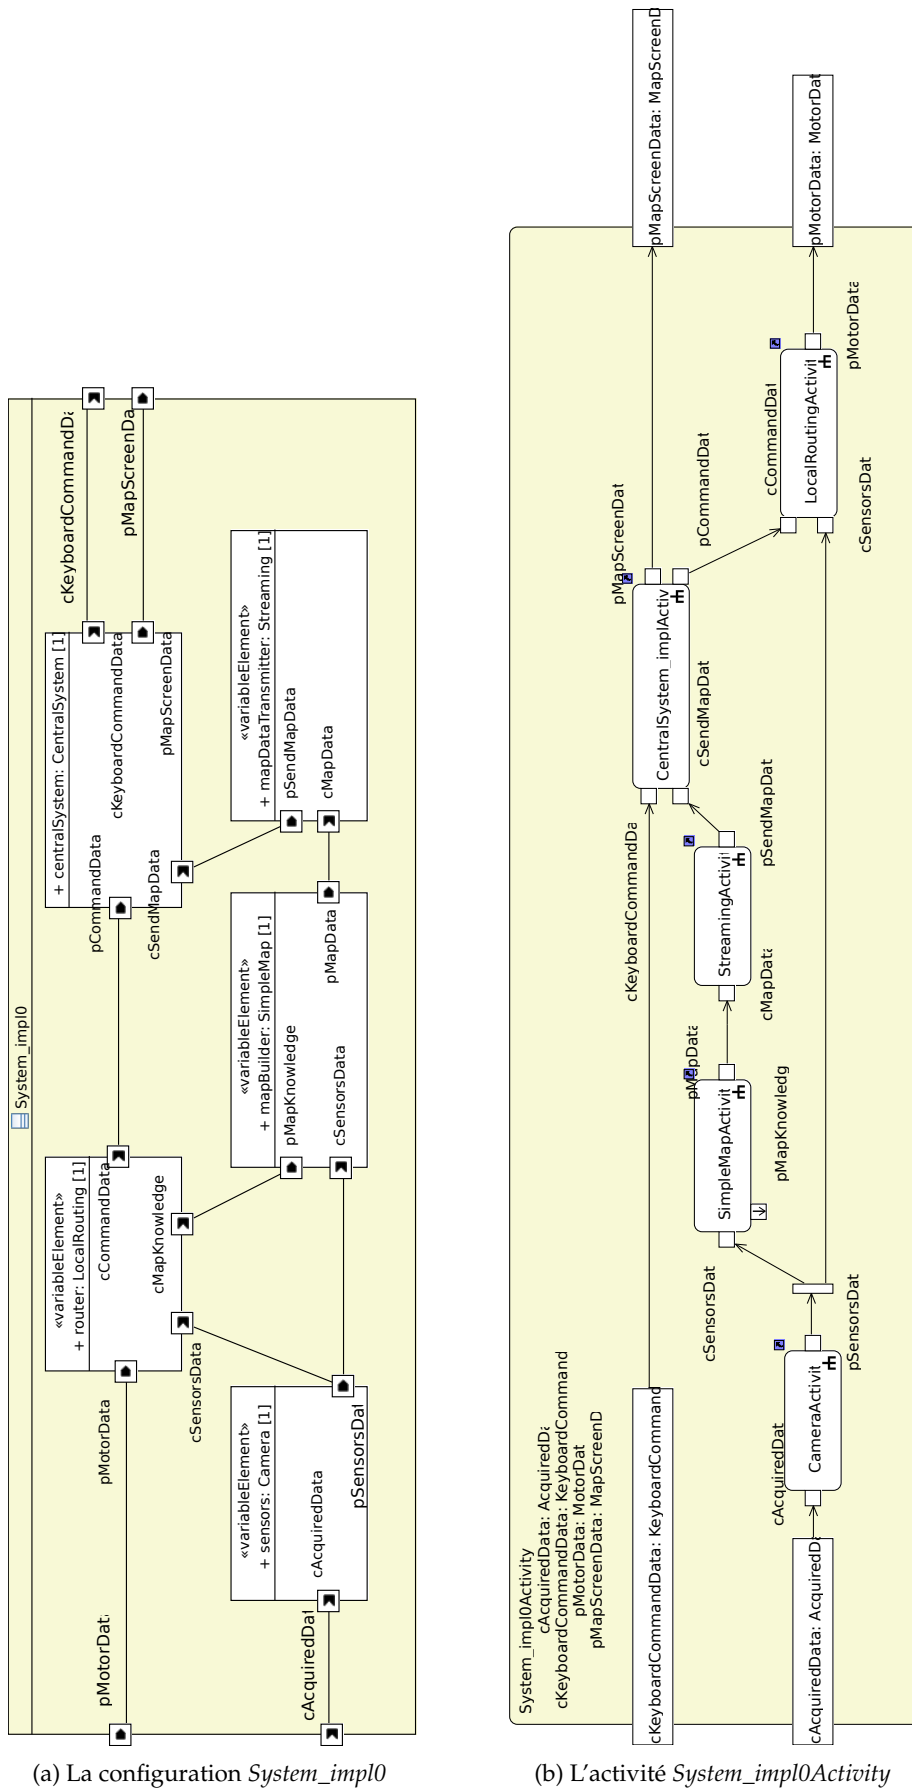 System_impl0
+ centralSystem: CentralSystem [1]
pCommandData
cKeyboardCommandData
pMapScreenData
cSendMapData
cKeyboardCommandDa
pMapScreenDa
«variableElement»
+ router: LocalRouting [1]
cCommandData
cMapKnowledge
cSensorsData
pMotorData
pMotorDat
«variableElement»
+ mapDataTransmitter: Streaming [1]
pSendMapData
cMapData
«variableElement»
+ mapBuilder: SimpleMap [1]
pMapKnowledge
cSensorsData
pMapData
«variableElement»
+ sensors: Camera [1]
cAcquiredData
pSensorsDat
cAcquiredDat
(a) La configuration System_impl0
System_impl0Activity
cAcquiredData: AcquiredDa
cKeyboardCommandData: KeyboardCommand
pMotorData: MotorDat
pMapScreenData: MapScreenD
cKeyboardCommandData: KeyboardCommand
cAcquiredData: AcquiredDa
pMapScreenData: MapScreenD
pMotorData: MotorDat
cKeyboardCommandDa
pMapScreenDat
CentralSystem_implActiv
cSendMapDat
pCommandDat
cCommandDat
LocalRoutingActivit
cSensorsDat
pMotorData
StreamingActivit
cMapData
pSendMapDat
pMapData
SimpleMapActivit
pMapKnowledg
cSensorsDat
cAcquiredDat
CameraActivit
pSensorsDat
(b) L'activité System_impl0Activity